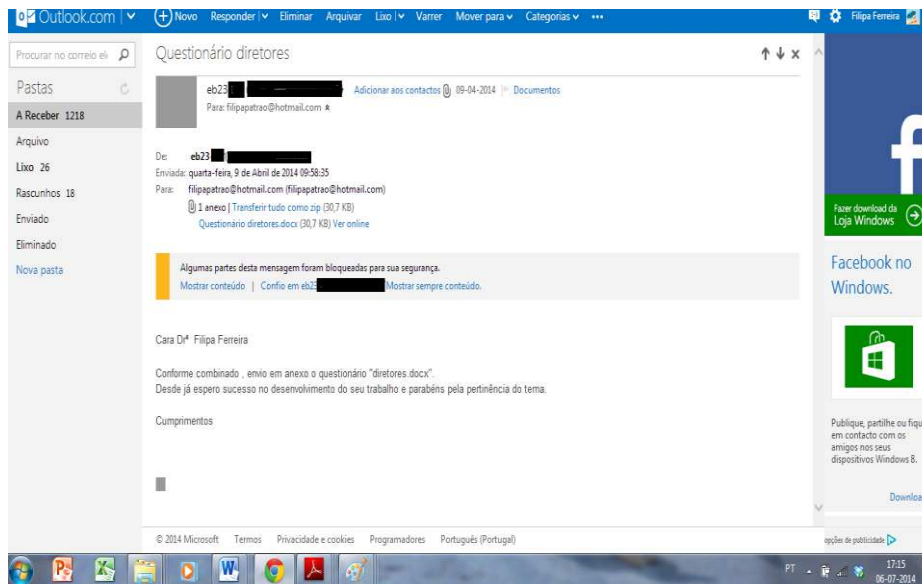 Outlook.com
Novo Responder Eliminar Arquivar Lixo Varrer Mover para Categorias ... Filipa Ferreira
Procurar no correio ele
Questionário diretores
Pastas
A Receber 1218
Arquivo
Lixo 26
Rascunhos 18
Enviado
Eliminado
Nova pasta
eb23
Adicionar aos contactos 09-04-2014 Documentos
Para: filipapatrao@hotmail.com
De: eb23
Enviada: quarta-feira, 9 de Abril de 2014 09:58:35
Para: filipapatrao@hotmail.com (filipapatrao@hotmail.com)
1 anexo | Transferir tudo como zip (30,7 KB)
Questionário diretores.docx (30,7 KB) Ver online
Algumas partes desta mensagem foram bloqueadas para sua segurança.
Mostrar conteúdo | Confio em eb23 Mostrar sempre conteúdo.
Cara Drª Filipa Ferreira
Conforme combinado , envio em anexo o questionário "diretores.docx".
Desde já espero sucesso no desenvolvimento do seu trabalho e parabéns pela pertinência do tema.
Cumprimentos
© 2014 Microsoft Termos Privacidade e cookies Programadores Português (Portugal)
f
Fazer download da
Loja Windows
Facebook no
Windows.
Publique, partilhe ou fiqu
em contacto com os
amigos nos seus
dispositivos Windows 8.
Downloa
opções de publicidade
PT 17:15
06-07-2014